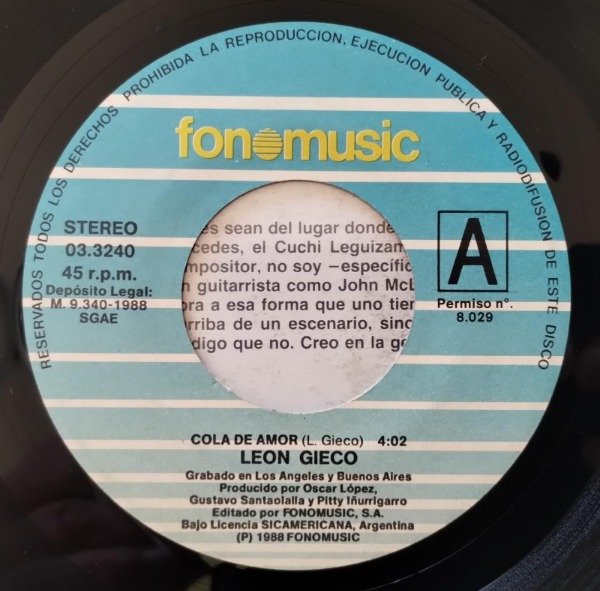 RESERVADOS TODOS LOS DERECHOS PROHIBIDA LA REPRODUCCION, EJECUCION PUBLICA Y RADIODIFUSION DE ESTE DISCO
fonomusic
STEREO
03.3240
45 r.p.m.
Depósito Legal:
M. 9.340-1988
SGAE
A
Permiso n°.
8.029
es sean del lugar donde
cedes, el Cuchi Leguizam
mpositor, no soy —específic
n guitarrista como John McL
ora a esa forma que uno tien
rriba de un escenario, sinc
digo que no. Creo en la ge
COLA DE AMOR (L. Gieco) 4:02
LEON GIECO
Grabado en Los Angeles y Buenos Aires
Producido por Oscar López,
Gustavo Santaolalla y Pitty Iñurrigarro
Editado por FONOMUSIC, S.A.
Bajo Licencia SICAMERICANA, Argentina
(P) 1988 FONOMUSIC